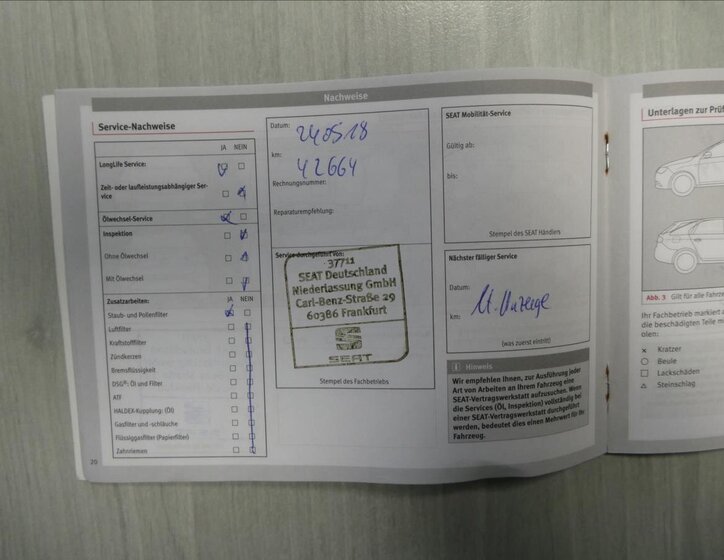 Nachweise
Service-Nachweise
JA NEIN
LongLife Service:
Zeit- oder laufleistungsabhängiger Ser-
vice
Ölwechsel-Service
Inspektion
Ohne Ölwechsel
Mit Ölwechsel
Zusatzarbeiten: JA NEIN
Staub- und Pollenfilter
Luftfilter
Kraftstofffilter
Zündkerzen
Bremsflüssigkeit
DSG®: Öl und Filter
ATF
HALDEX-Kupplung: (Öl)
Gasfilter und -schläuche
Flüssiggasfilter (Papierfilter)
Zahnriemen
20
Datum: 240518
km: 42664
Rechnungsnummer:
Reparaturempfehlung:
Service durchgeführt von:
37711
SEAT Deutschland
Niederlassung GmbH
Carl-Benz-Straße 29
60386 Frankfurt
SEAT
Stempel des Fachbetriebs
SEAT Mobilität-Service
Gültig ab:
bis:
Stempel des SEAT Händlers
Nächster fälliger Service
Datum:
km: lt. Anzeige
(was zuerst eintritt)
Hinweis
Wir empfehlen Ihnen, zur Ausführung jeder
Art von Arbeiten an Ihrem Fahrzeug eine
SEAT-Vertragswerkstatt aufzusuchen. Wenn
die Services (Öl, Inspektion) vollständig bei
einer SEAT-Vertragswerkstatt durchgeführt
werden, bedeutet dies einen Mehrwert für Ihr
Fahrzeug.
Unterlagen zur Prüf
Abb. 3 Gilt für alle Fahrze
Ihr Fachbetrieb markiert a
die beschädigten Teile m
olen:
× Kratzer
Beule
Lackschäden
Steinschlag